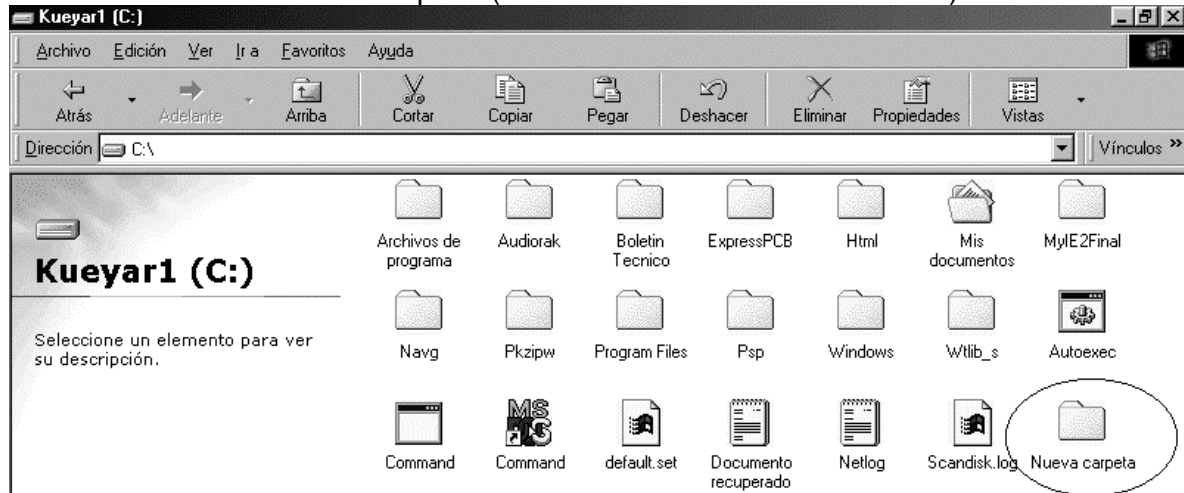 Kueyar1 (C:)
Archivo Edición Ver Ir a Favoritos Ayuda
Atrás Adelante Arriba Cortar Copiar Pegar Deshacer Eliminar Propiedades Vistas
Dirección C:\ Vínculos »
Kueyar1 (C:)
Seleccione un elemento para ver
su descripción.
Archivos de
programa
Audiorak
Boletin
Tecnico
ExpressPCB
Html
Mis
documentos
MyIE2Final
Navg
Pkzipw
Program Files
Psp
Windows
Wtlib_s
Autoexec
Command
MS
Command
default.set
Documento
recuperado
Netlog
Scandisk.log
Nueva carpeta